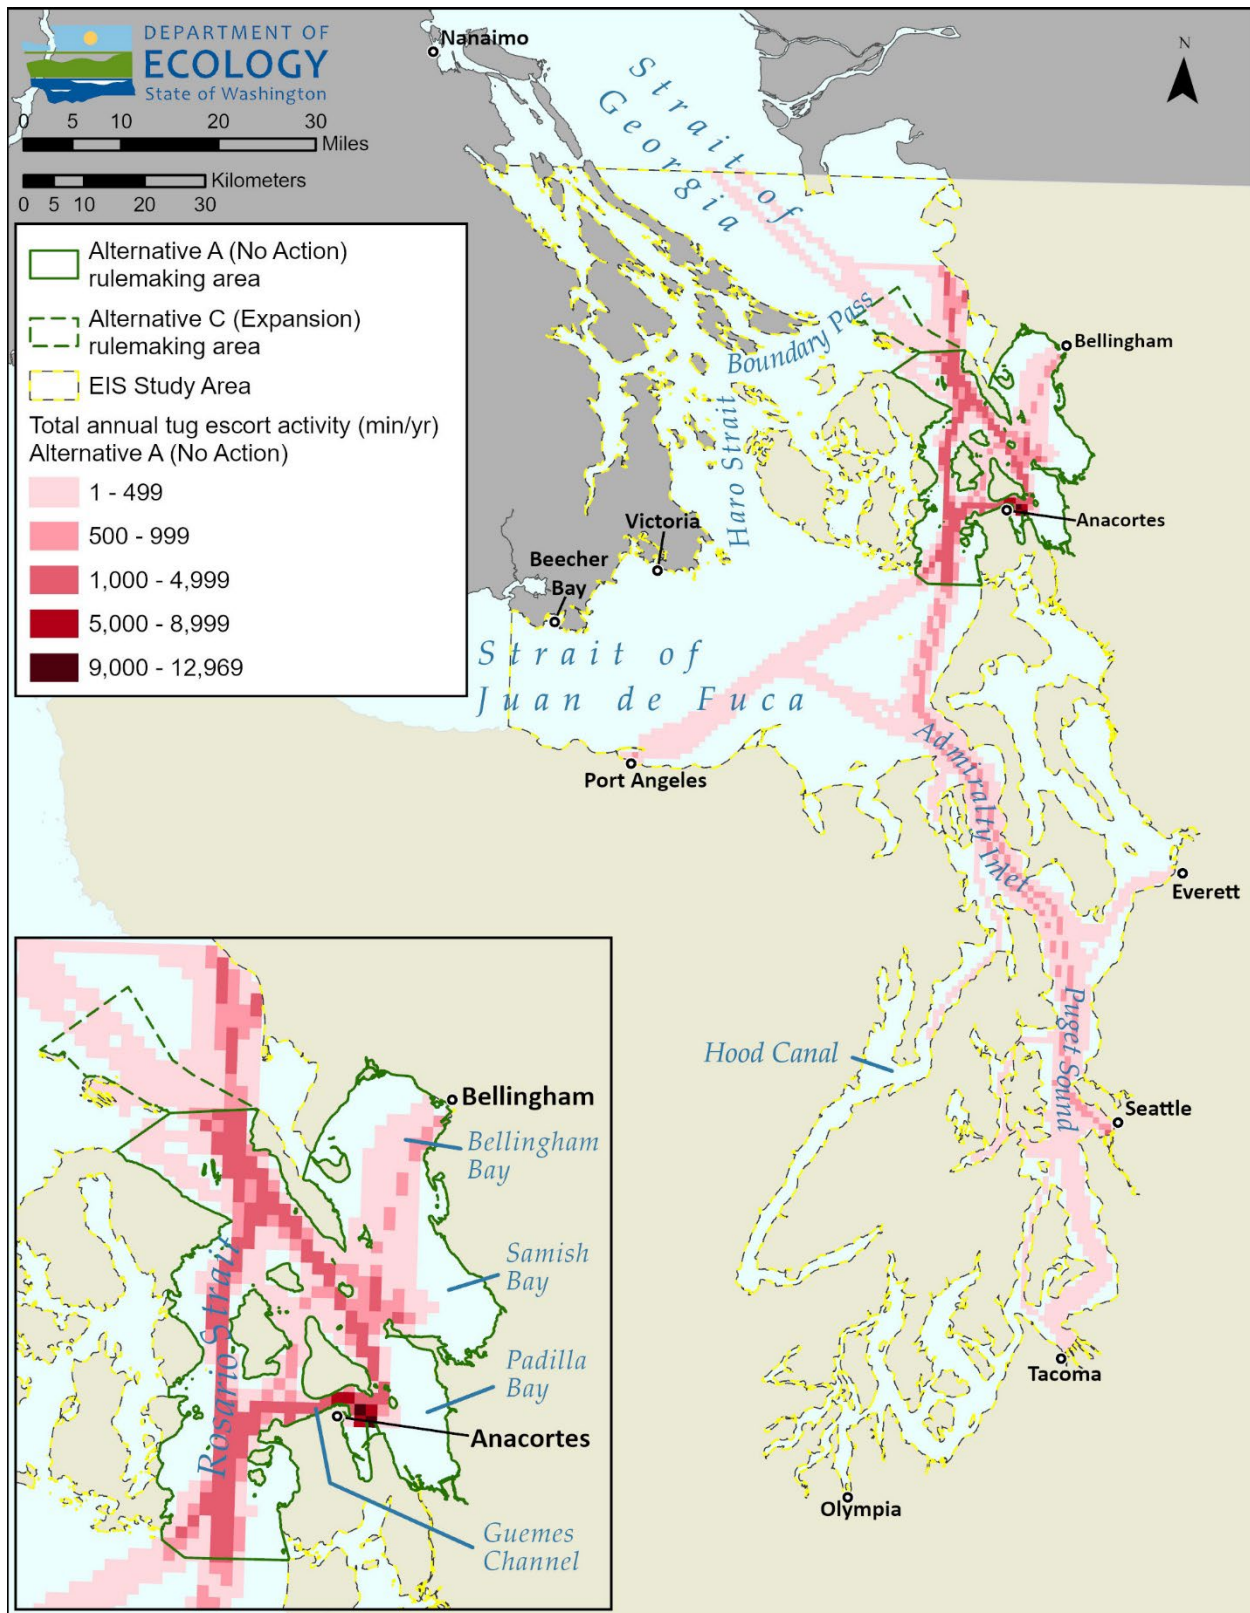 DEPARTMENT OF
ECOLOGY
State of Washington
0 5 10 20 30
Miles
Kilometers
0 5 10 20 30
Alternative A (No Action)
rulemaking area
Alternative C (Expansion)
rulemaking area
EIS Study Area
Total annual tug escort activity (min/yr)
Alternative A (No Action)
1 - 499
500 - 999
1,000 - 4,999
5,000 - 8,999
9,000 - 12,969
N
Nanaimo
Strait of
Georgia
Boundary Pass
Haro Strait
Bellingham
Anacortes
Victoria
Beecher
Bay
Strait of
Juan de Fuca
Port Angeles
Admiralty Inlet
Everett
Puget Sound
Hood Canal
Seattle
Tacoma
Olympia
Bellingham
Bellingham
Bay
Samish
Bay
Rosario Strait
Padilla
Bay
Anacortes
Guemes
Channel